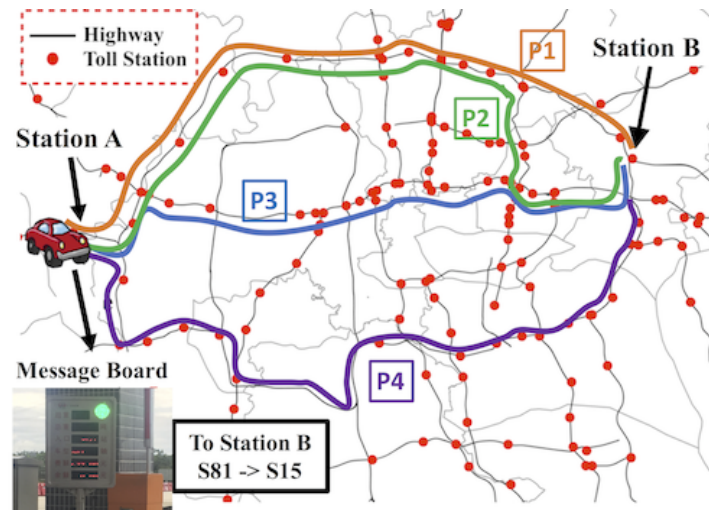 Highway
Toll Station
P1
Station B
Station A
P2
P3
P4
Message Board
To Station B
S81 -> S15